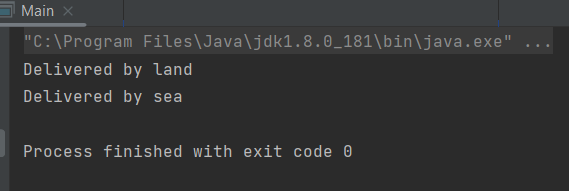 Main
"C:\Program Files\Java\jdk1.8.0_181\bin\java.exe" ...
Delivered by land
Delivered by sea
Process finished with exit code 0